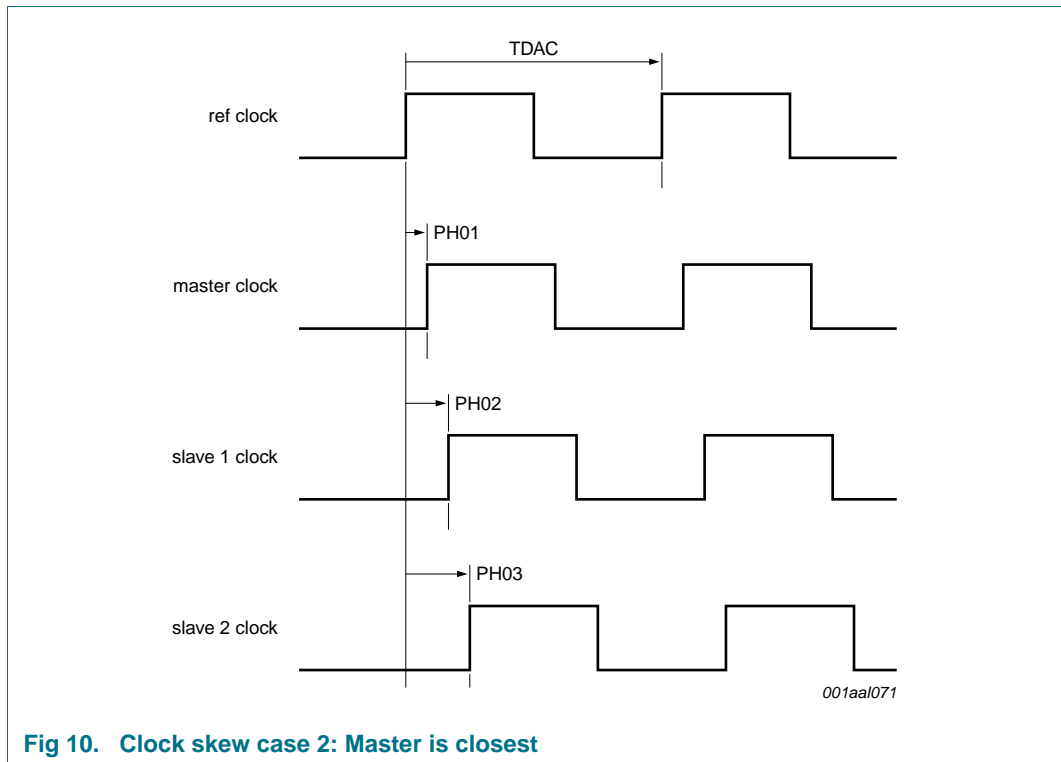 TDAC
ref clock
PH01
master clock
PH02
slave 1 clock
PH03
slave 2 clock
001aal071
Fig 10. Clock skew case 2: Master is closest